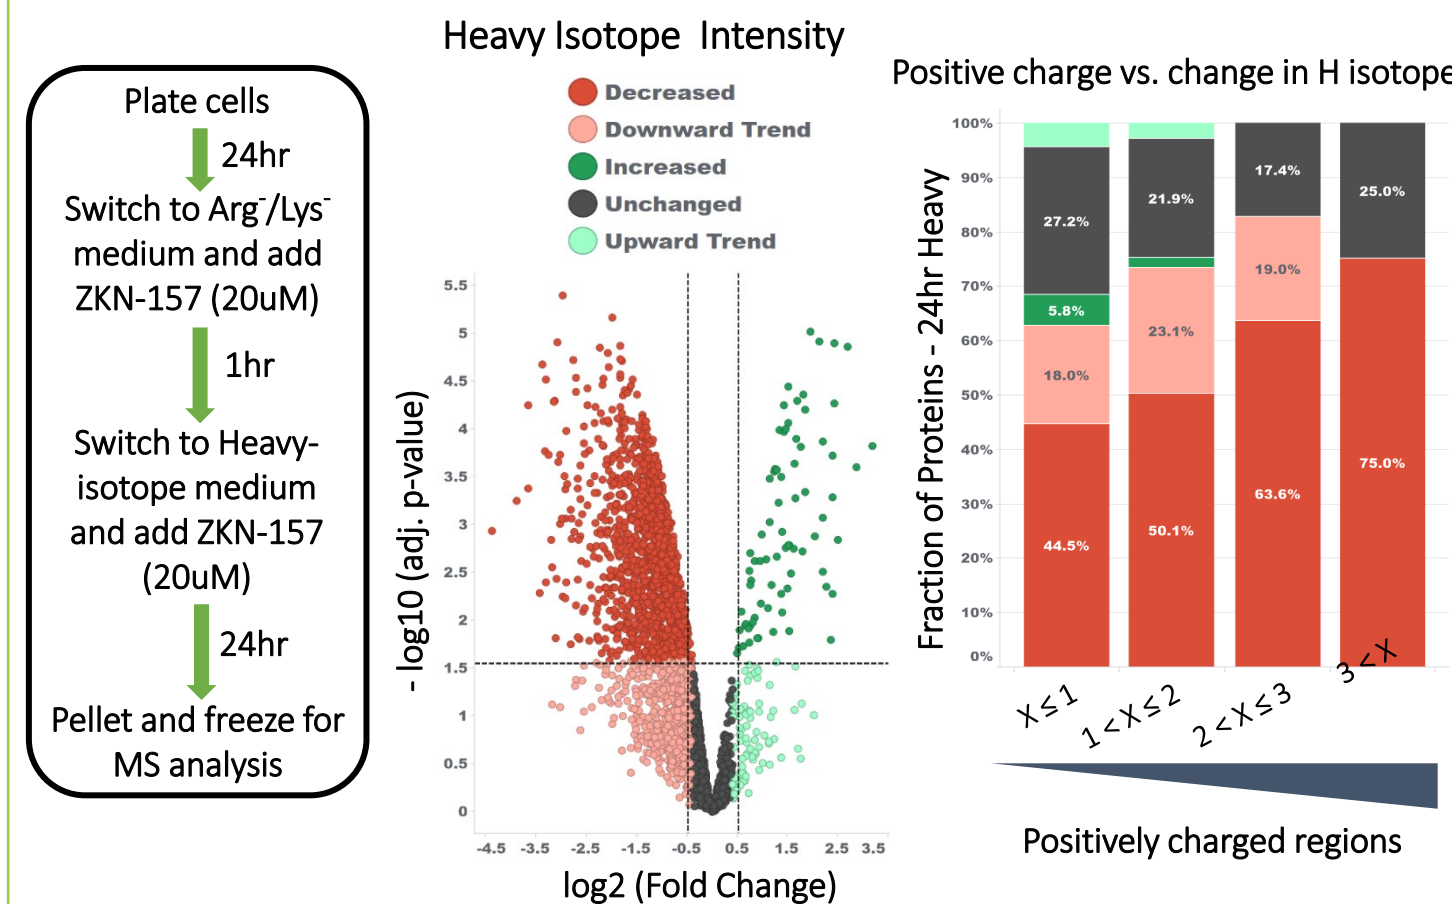 Plate cells
24hr
Switch to Arg⁻/Lys⁻
medium and add
ZKN-157 (20uM)
1hr
Switch to Heavy-
isotope medium
and add ZKN-157
(20uM)
24hr
Pellet and freeze for
MS analysis
Heavy Isotope Intensity
Decreased
Downward Trend
Increased
Unchanged
Upward Trend
- log10 (adj. p-value)
5.5
5
4.5
4
3.5
3
2.5
2
1.5
1
0.5
0
-4.5 -3.5 -2.5 -1.5 -0.5 0.5 1.5 2.5 3.5
log2 (Fold Change)
Positive charge vs. change in H isotope
Fraction of Proteins - 24hr Heavy
100%
90%
80%
70%
60%
50%
40%
30%
20%
10%
0%
27.2%
5.8%
18.0%
44.5%
21.9%
23.1%
50.1%
17.4%
19.0%
63.6%
25.0%
75.0%
X ≤ 1
1 < X ≤ 2
2 < X ≤ 3
3 < X
Positively charged regions